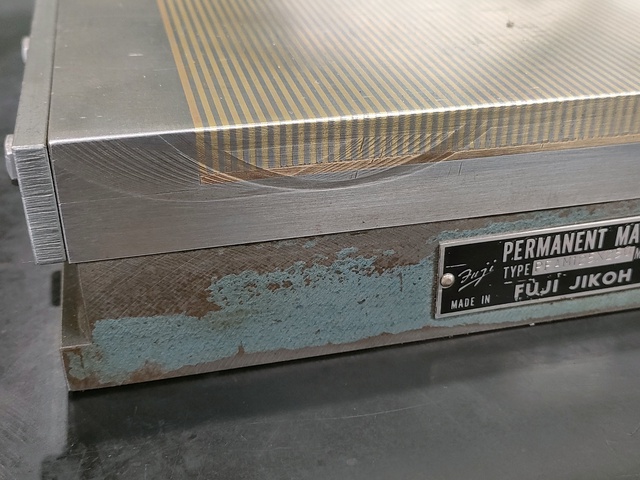 PERMANENT MA
Fuji
TYPE
FUJI JIKOH
MADE IN